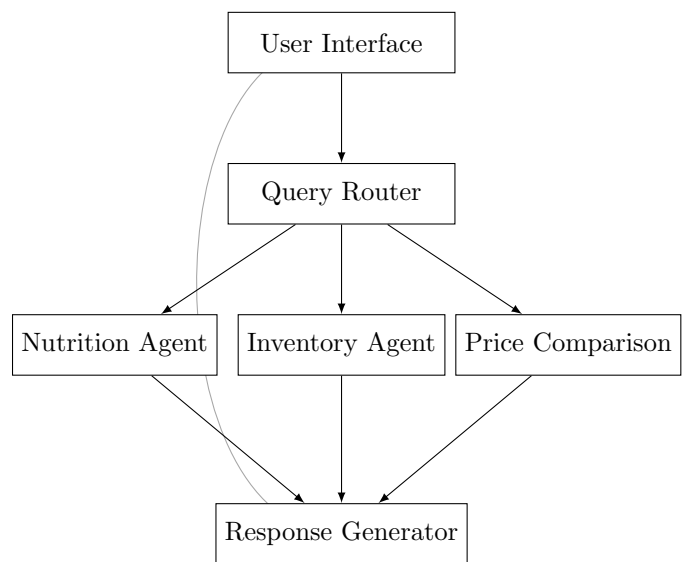 User Interface
Query Router
Nutrition Agent
Inventory Agent
Price Comparison
Response Generator